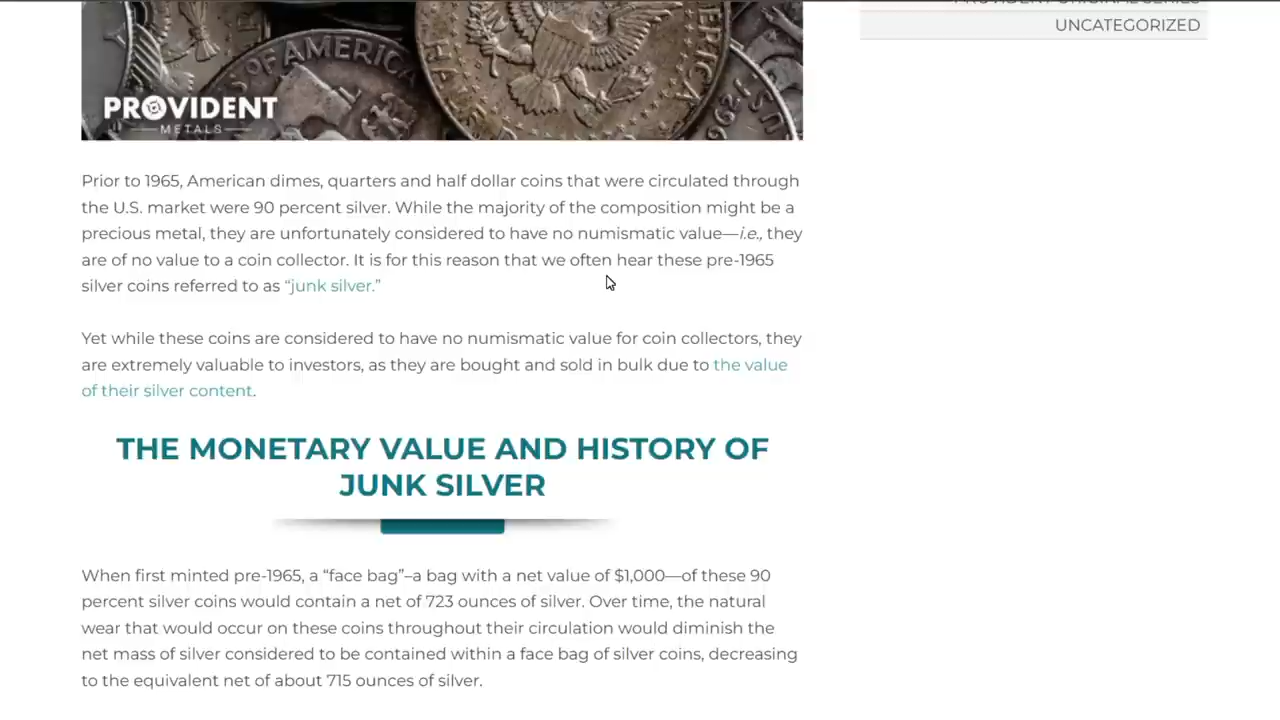 PROVIDENT ORIGINAL SERIES
UNCATEGORIZED
OF AMERICA
PROVIDENT
METALS
Prior to 1965, American dimes, quarters and half dollar coins that were circulated through
the U.S. market were 90 percent silver. While the majority of the composition might be a
precious metal, they are unfortunately considered to have no numismatic value—i.e., they
are of no value to a coin collector. It is for this reason that we often hear these pre-1965
silver coins referred to as “junk silver.”
Yet while these coins are considered to have no numismatic value for coin collectors, they
are extremely valuable to investors, as they are bought and sold in bulk due to the value
of their silver content.
THE MONETARY VALUE AND HISTORY OF
JUNK SILVER
When first minted pre-1965, a “face bag”–a bag with a net value of $1,000—of these 90
percent silver coins would contain a net of 723 ounces of silver. Over time, the natural
wear that would occur on these coins throughout their circulation would diminish the
net mass of silver considered to be contained within a face bag of silver coins, decreasing
to the equivalent net of about 715 ounces of silver.